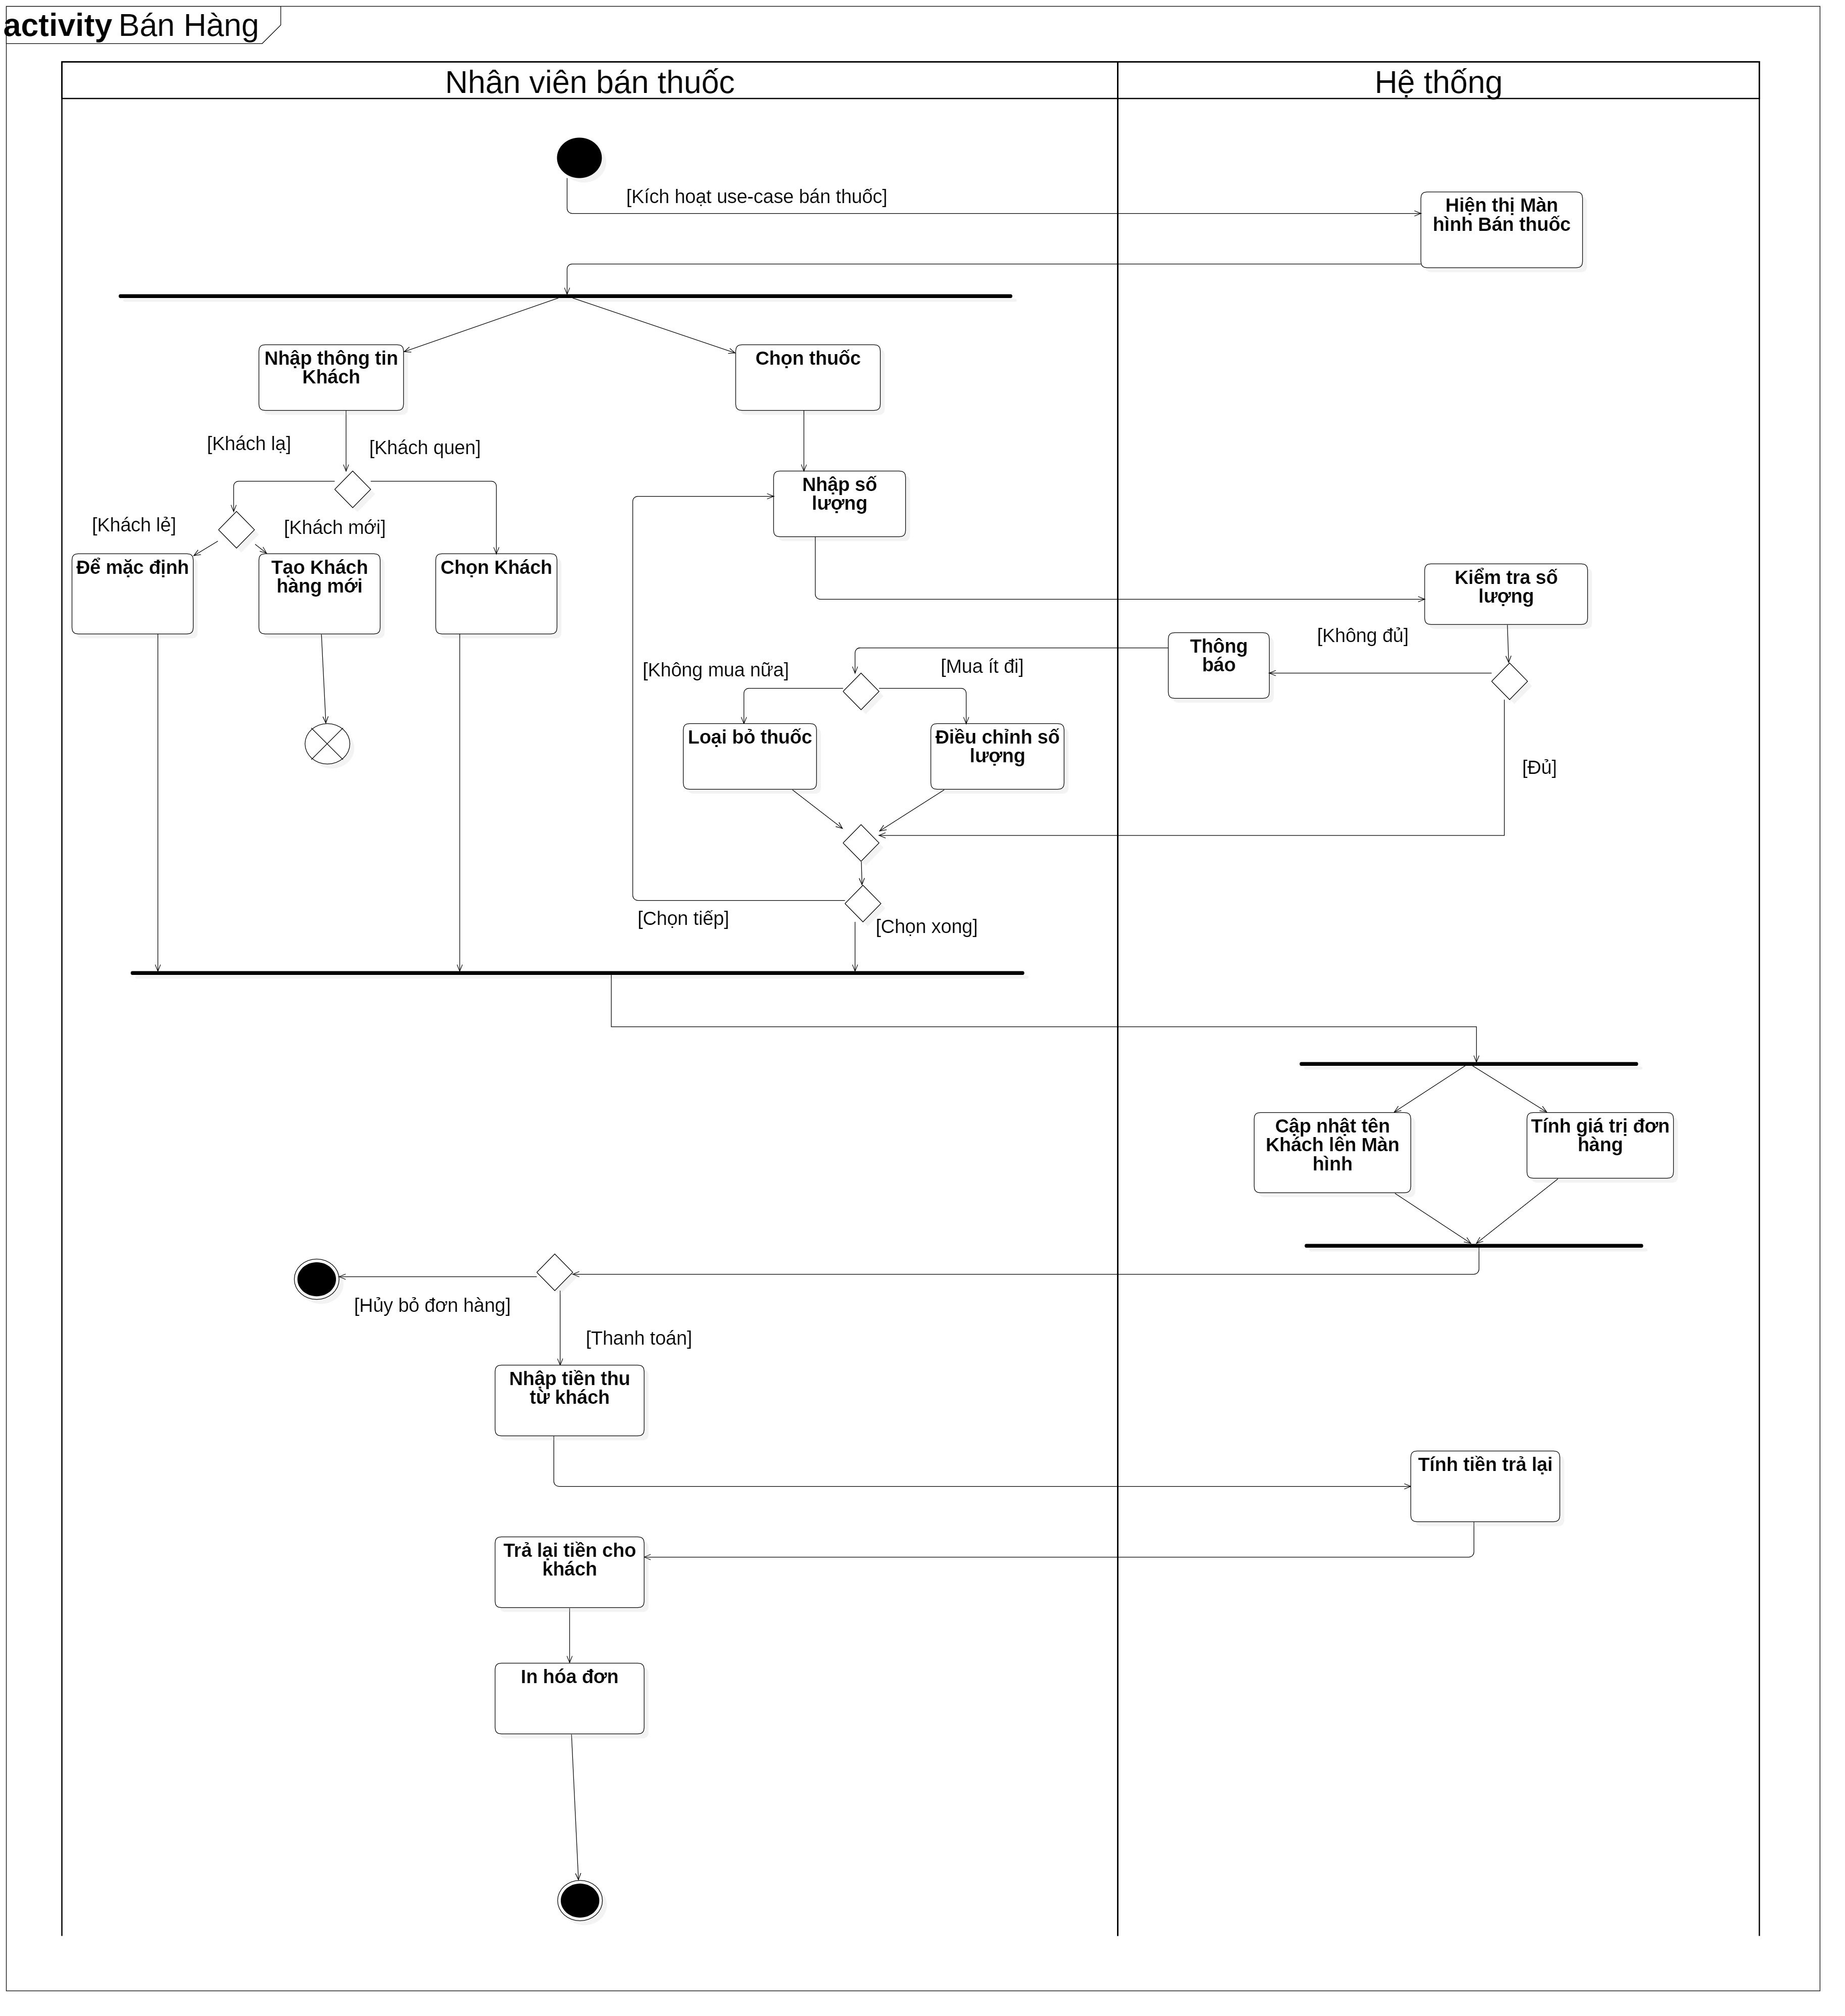 activity Bán Hàng
Nhân viên bán thuốc
Hệ thống
[Kích hoạt use-case bán thuốc]
Hiện thị Màn
hình Bán thuốc
Nhập thông tin
Khách
Chọn thuốc
[Khách lạ]
[Khách quen]
Nhập số
lượng
[Khách lẻ]
[Khách mới]
Để mặc định
Tạo Khách
hàng mới
Chọn Khách
Kiểm tra số
lượng
[Không đủ]
Thông
báo
[Không mua nữa]
[Mua ít đi]
Loại bỏ thuốc
Điều chỉnh số
lượng
[Đủ]
[Chọn tiếp]
[Chọn xong]
Cập nhật tên
Khách lên Màn
hình
Tính giá trị đơn
hàng
[Hủy bỏ đơn hàng]
[Thanh toán]
Nhập tiền thu
từ khách
Tính tiền trả lại
Trả lại tiền cho
khách
In hóa đơn